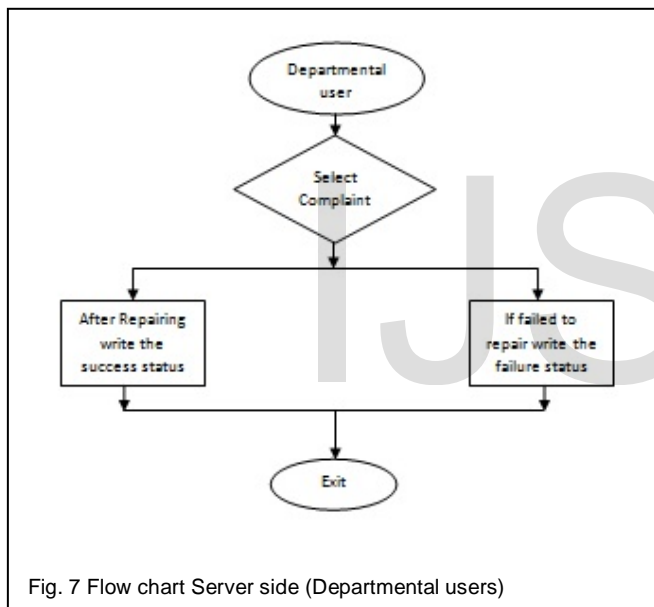 Departmental
user
Select
Complaint
After Repairing
write the
success status
If failed to
repair write the
failure status
Exit
IJS
Fig. 7 Flow chart Server side (Departmental users)